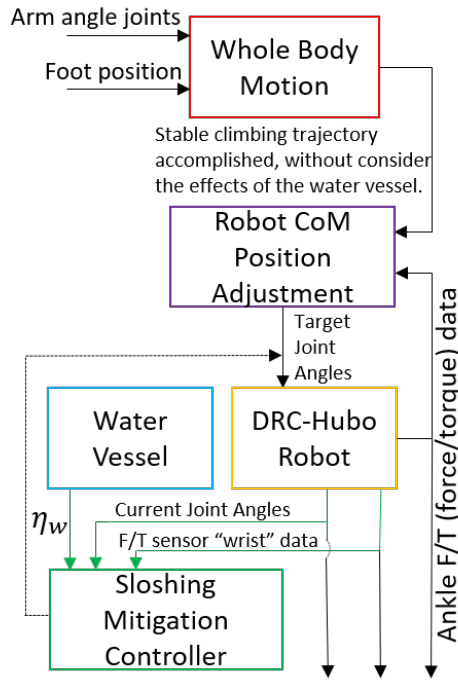 Arm angle joints
Foot position
Whole Body
Motion
Stable climbing trajectory
accomplished, without consider
the effects of the water vessel.
Robot CoM
Position
Adjustment
Target
Joint
Angles
Water
Vessel
DRC-Hubo
Robot
Ankle F/T (force/torque) data
η_w
Current Joint Angles
F/T sensor “wrist” data
Sloshing
Mitigation
Controller